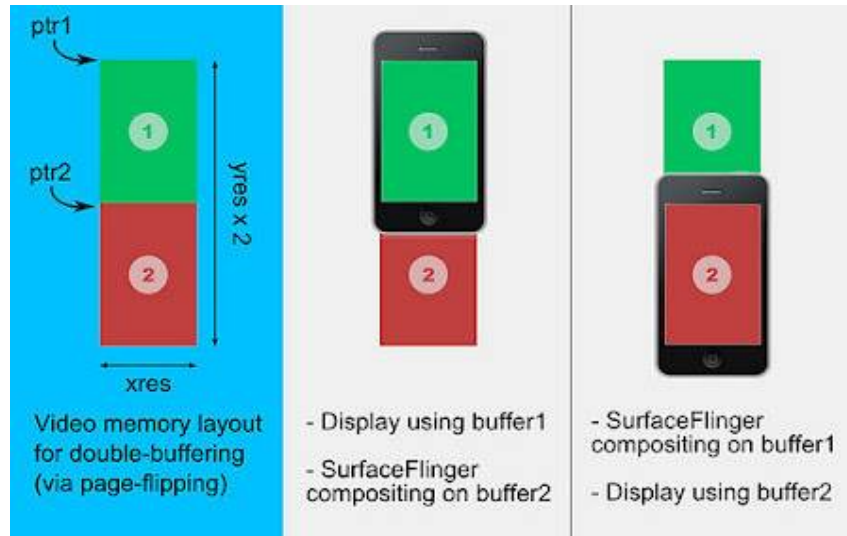 ptr1
1
ptr2
2
yres x 2
xres
Video memory layout
for double-buffering
(via page-flipping)
1
2
- Display using buffer1
- SurfaceFlinger
compositing on buffer2
1
2
- SurfaceFlinger
compositing on buffer1
- Display using buffer2